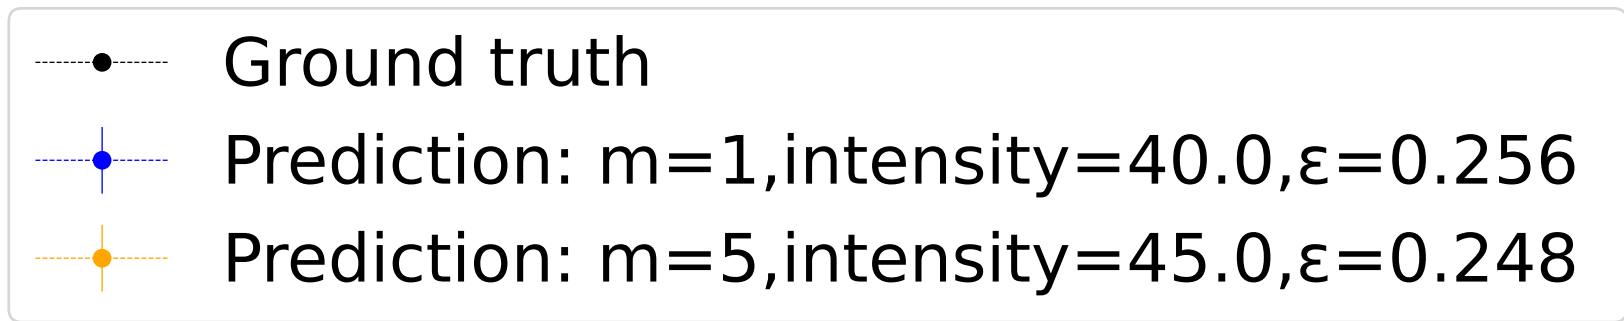 Ground truth
Prediction: m=1,intensity=40.0,ε=0.256
Prediction: m=5,intensity=45.0,ε=0.248